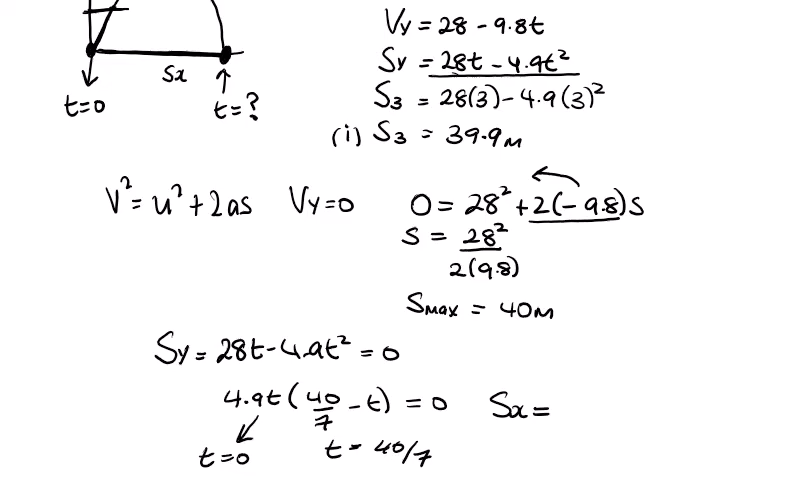 Vy = 28 - 9.8t
Sy = 28t - 4.9t²
Sx
t=0
t=?
S₃ = 28(3) - 4.9(3)²
(i) S₃ = 39.9m
V² = u² + 2as Vy=0 0 = 28² + 2(-9.8)s
s = 28²/2(9.8)
Smax = 40m
Sy = 28t - 4.9t² = 0
4.9t(40/7 - t) = 0 Sx =
t=0 t = 40/7